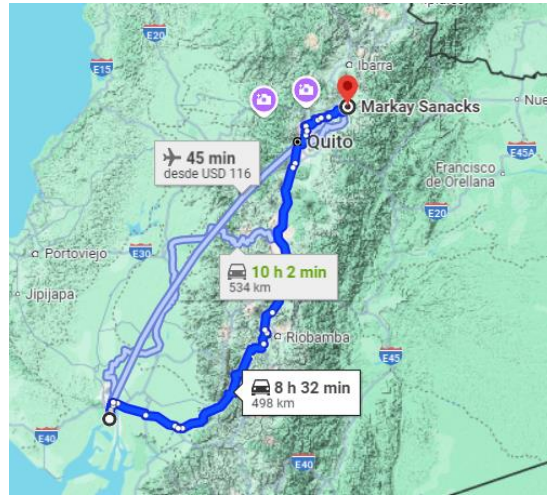 E20
E15
Ibarra
Markay Sanacks
Nue
Quito
E45A
45 min
desde USD 116
Francisco
de Orellana
E20
Portoviejo
E30
10 h 2 min
534 km
Jipijapa
Riobamba
E45
8 h 32 min
498 km
E40
E40